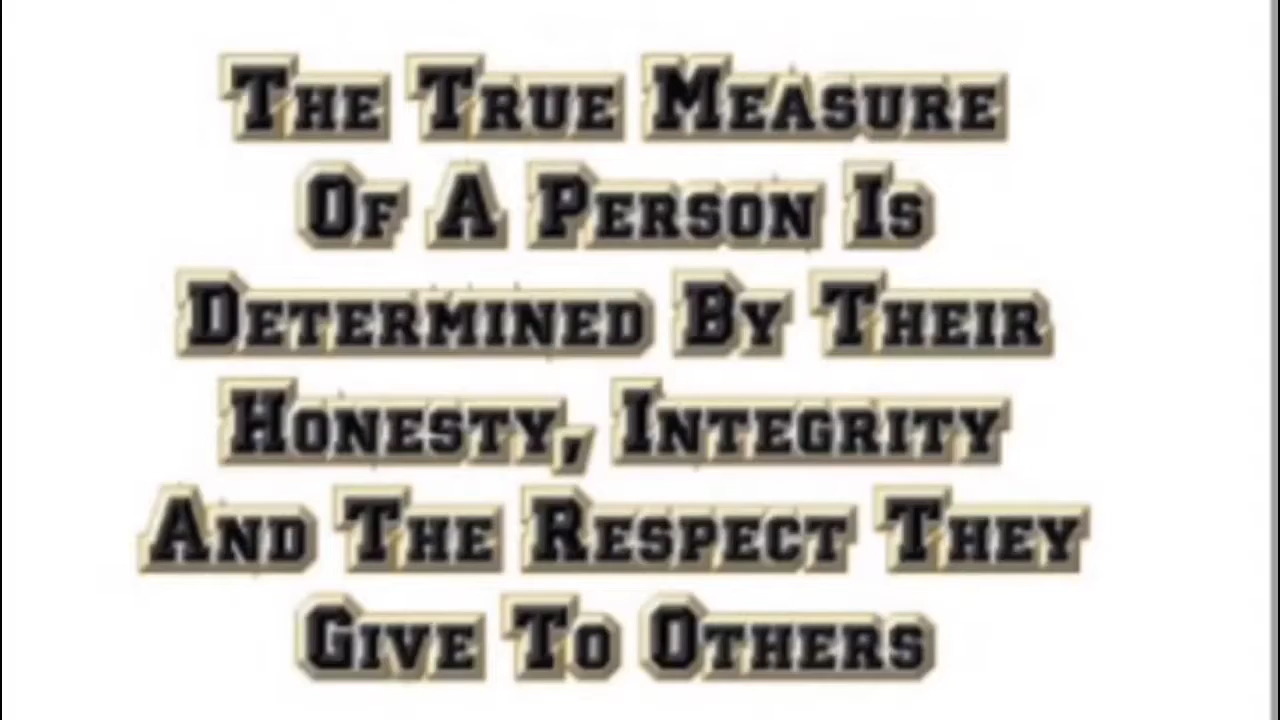 The True Measure
Of A Person Is
Determined By Their
Honesty, Integrity
And The Respect They
Give To Others